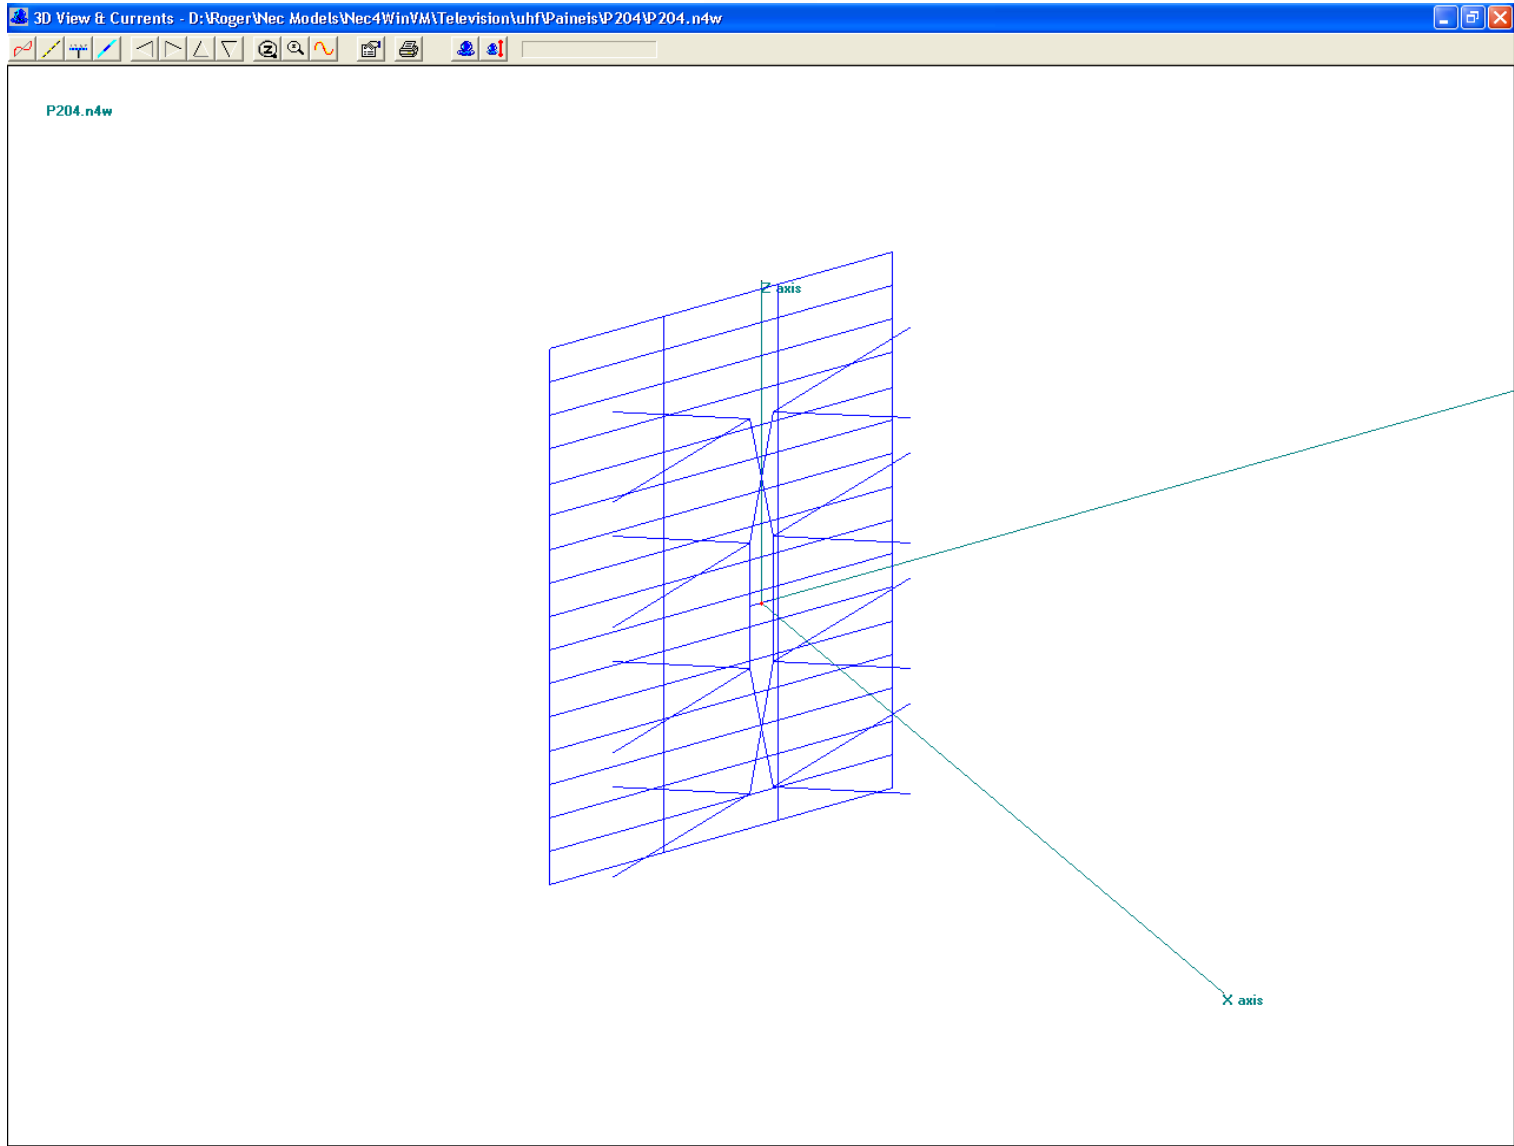 3D View & Currents - D:\Roger\Nec Models\Nec4WinVM\Television\uhf\Paineis\P204\P204.n4w
P204.n4w
Z axis
X axis